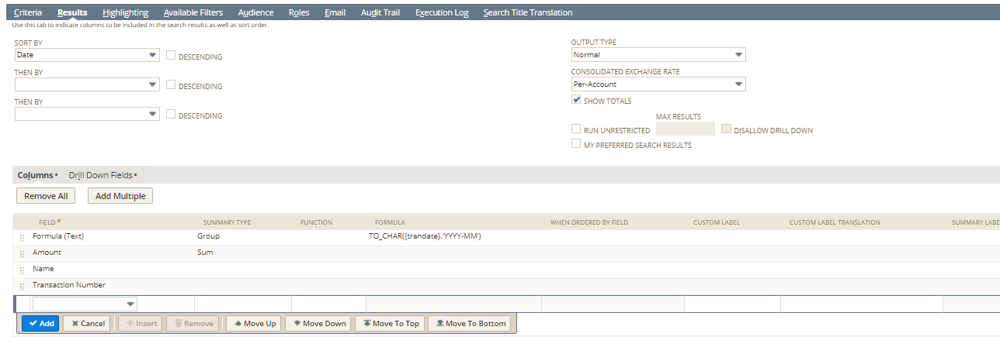 Criteria Results Highlighting Available Filters Audience Roles Email Audit Trail Execution Log Search Title Translation
Use this tab to indicate columns to be included in the search results as well as sort order.
SORT BY
Date
DESCENDING
THEN BY
DESCENDING
THEN BY
DESCENDING
OUTPUT TYPE
Normal
CONSOLIDATED EXCHANGE RATE
Per-Account
SHOW TOTALS
MAX RESULTS
RUN UNRESTRICTED DISALLOW DRILL DOWN
MY PREFERRED SEARCH RESULTS
Columns • Drill Down Fields •
Remove All Add Multiple
FIELD * SUMMARY TYPE FUNCTION FORMULA WHEN ORDERED BY FIELD CUSTOM LABEL CUSTOM LABEL TRANSLATION SUMMARY LABE
Formula (Text) Group TO_CHAR({trandate},'YYYY-MM')
Amount Sum
Name
Transaction Number
Add Cancel Insert Remove Move Up Move Down Move To Top Move To Bottom